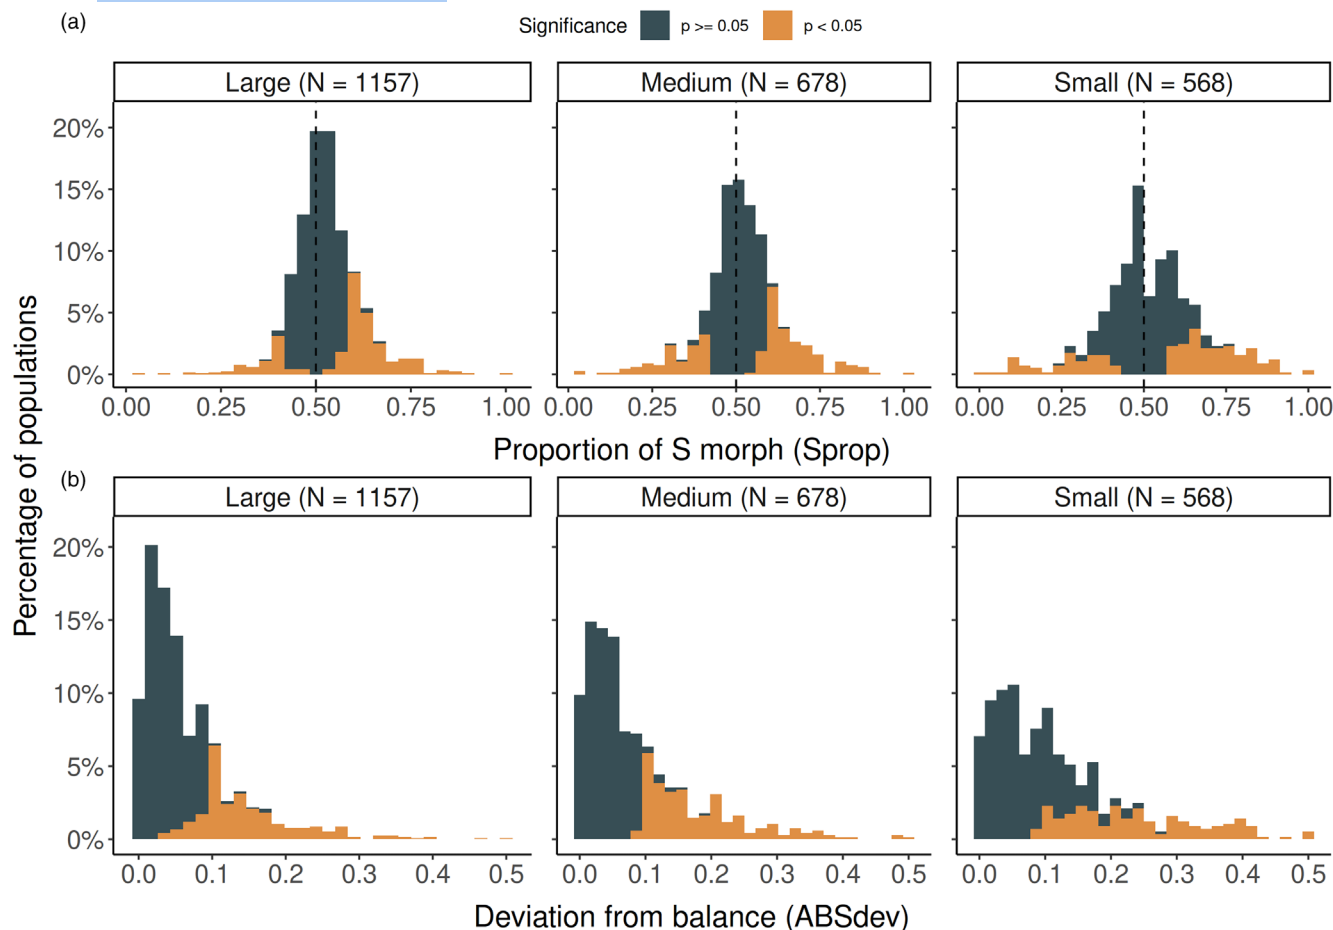 (a)
Significance p >= 0.05 p < 0.05
Large (N = 1157) Medium (N = 678) Small (N = 568)
20%
15%
10%
5%
0%
0.00 0.25 0.50 0.75 1.00 0.00 0.25 0.50 0.75 1.00 0.00 0.25 0.50 0.75 1.00
Proportion of S morph (Sprop)
Percentage of populations
(b)
Large (N = 1157) Medium (N = 678) Small (N = 568)
20%
15%
10%
5%
0%
0.0 0.1 0.2 0.3 0.4 0.5 0.0 0.1 0.2 0.3 0.4 0.5 0.0 0.1 0.2 0.3 0.4 0.5
Deviation from balance (ABSdev)